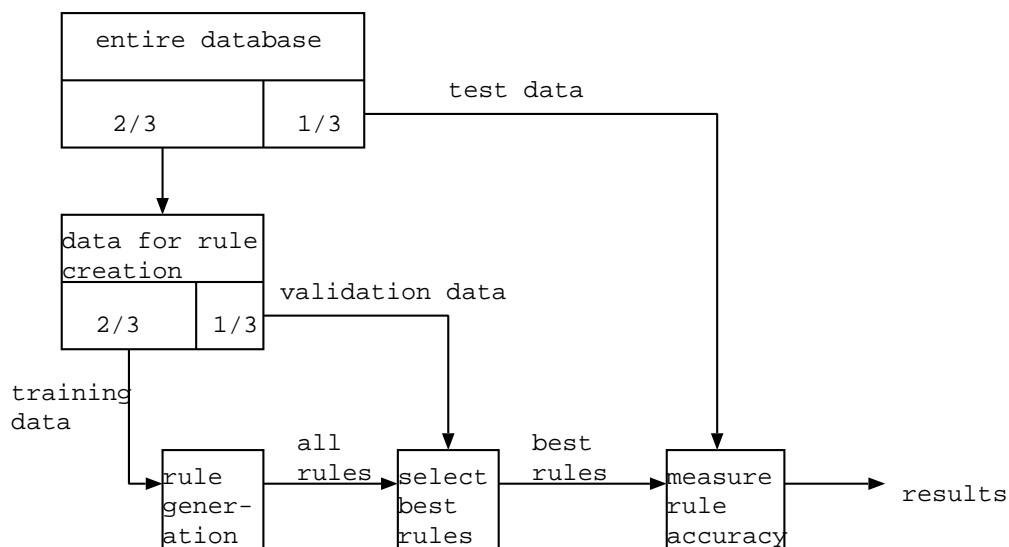 entire database
2/3
1/3
test data
data for rule
creation
2/3
1/3
validation data
training
data
rule
gener-
ation
all
rules
select
best
rules
best
rules
measure
rule
accuracy
results